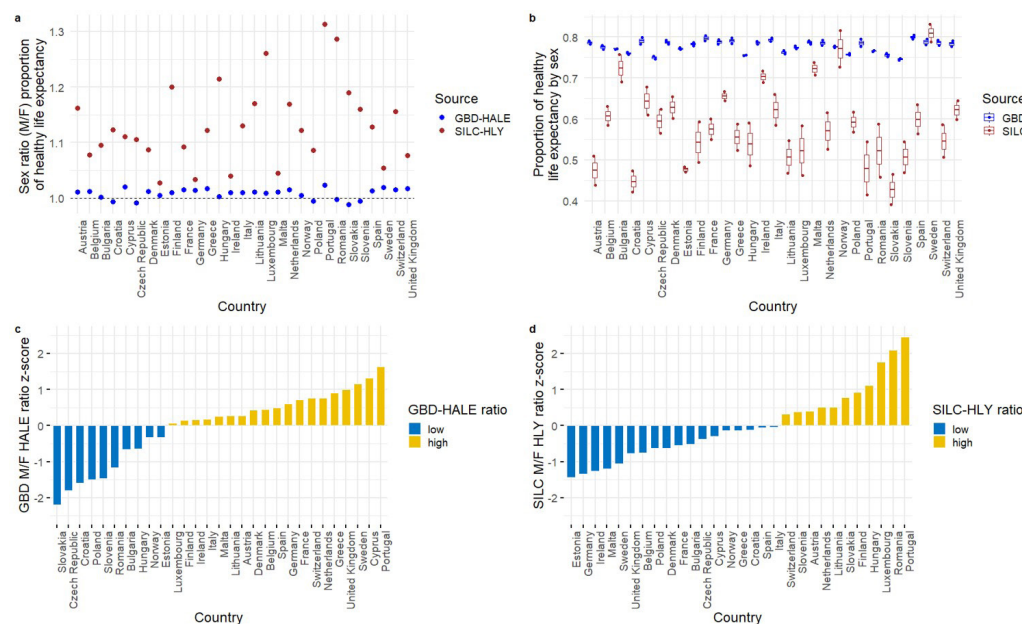 a
Sex ratio (M/F) proportion
of healthy life expectancy
1.3
1.2
1.1
1.0
Austria
Belgium
Bulgaria
Croatia
Cyprus
Czech Republic
Denmark
Estonia
Finland
France
Germany
Greece
Hungary
Ireland
Italy
Lithuania
Luxembourg
Malta
Netherlands
Norway
Poland
Portugal
Romania
Slovakia
Slovenia
Spain
Sweden
Switzerland
United Kingdom
Country
Source
GBD-HALE
SILC-HLY
b
Proportion of healthy
life expectancy by sex
0.8
0.7
0.6
0.5
0.4
Austria
Belgium
Bulgaria
Croatia
Cyprus
Czech Republic
Denmark
Estonia
Finland
France
Germany
Greece
Hungary
Ireland
Italy
Lithuania
Luxembourg
Malta
Netherlands
Norway
Poland
Portugal
Romania
Slovakia
Slovenia
Spain
Sweden
Switzerland
United Kingdom
Country
Source
GBD
SILC
c
GBD M/F HALE ratio z-score
2
1
0
-1
-2
Slovakia
Czech Republic
Croatia
Poland
Slovenia
Romania
Bulgaria
Hungary
Norway
Estonia
Luxembourg
Finland
Ireland
Italy
Malta
Lithuania
Austria
Denmark
Belgium
Spain
Germany
France
Switzerland
Netherlands
Greece
United Kingdom
Sweden
Cyprus
Portugal
Country
GBD-HALE ratio
low
high
d
SILC M/F HLY ratio z-score
2
1
0
-1
-2
Estonia
Germany
Ireland
Malta
Sweden
United Kingdom
Belgium
Poland
Denmark
France
Bulgaria
Czech Republic
Cyprus
Norway
Greece
Croatia
Spain
Italy
Switzerland
Slovenia
Austria
Netherlands
Lithuania
Slovakia
Finland
Hungary
Luxembourg
Romania
Portugal
Country
SILC-HLY ratio
low
high